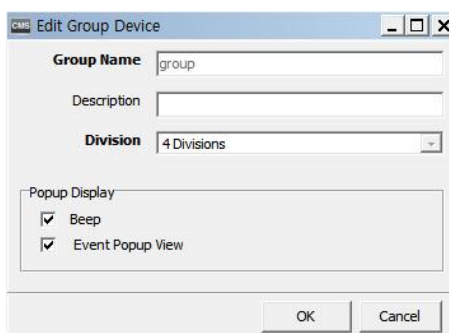 CMS Edit Group Device
Group Name group
Description
Division 4 Divisions
Popup Display
Beep
Event Popup View
OK Cancel